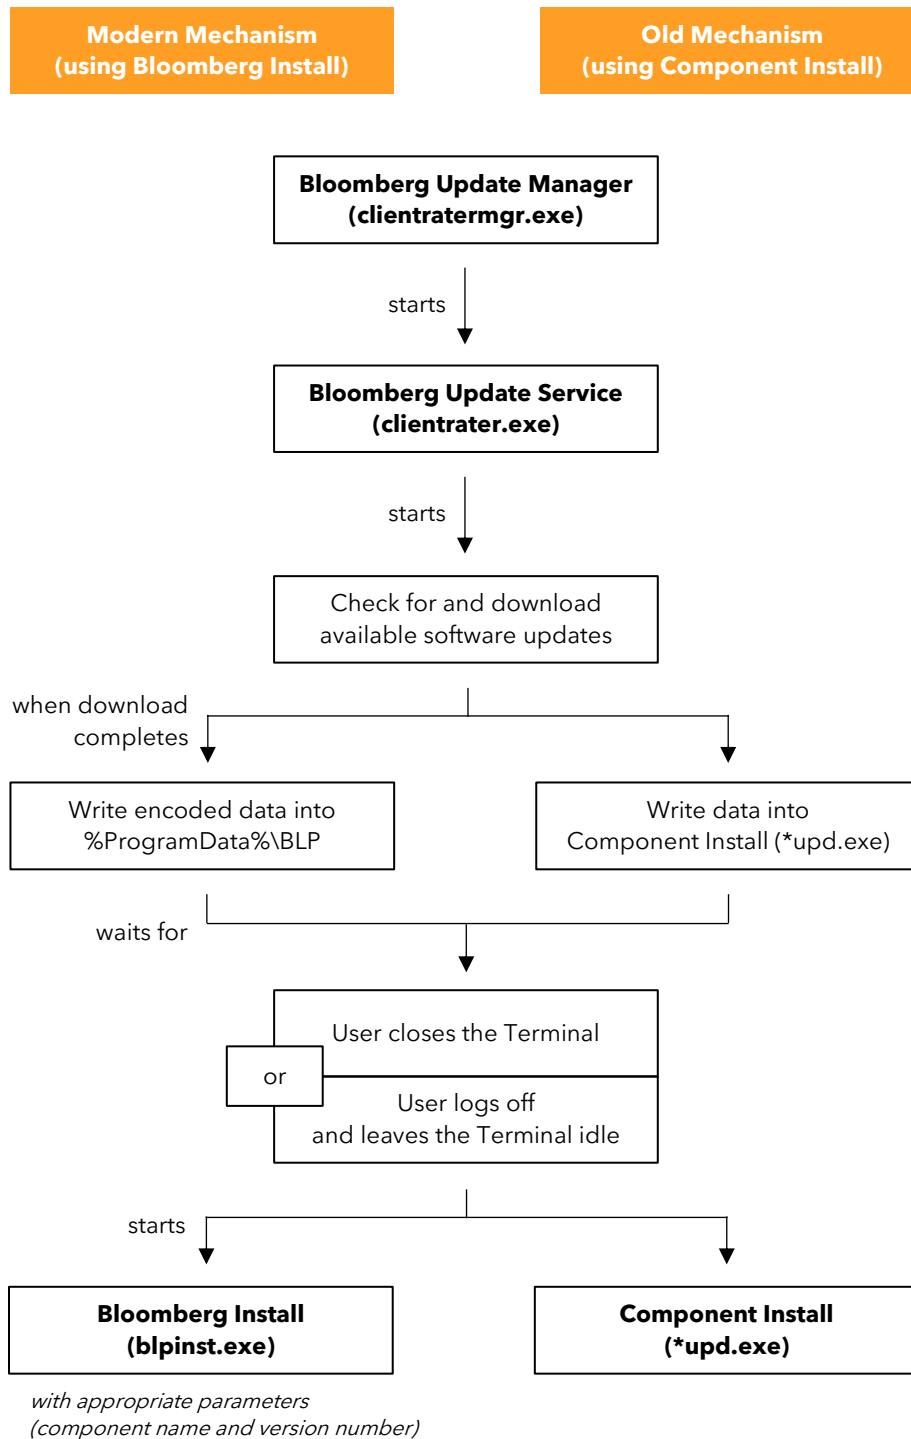 Modern Mechanism
(using Bloomberg Install)
Old Mechanism
(using Component Install)
Bloomberg Update Manager
(clientratermgr.exe)
starts
Bloomberg Update Service
(clientrater.exe)
starts
Check for and download
available software updates
when download
completes
Write encoded data into
%ProgramData%\BLP
Write data into
Component Install (*upd.exe)
waits for
User closes the Terminal
or
User logs off
and leaves the Terminal idle
starts
Bloomberg Install
(blpinst.exe)
Component Install
(*upd.exe)
with appropriate parameters
(component name and version number)